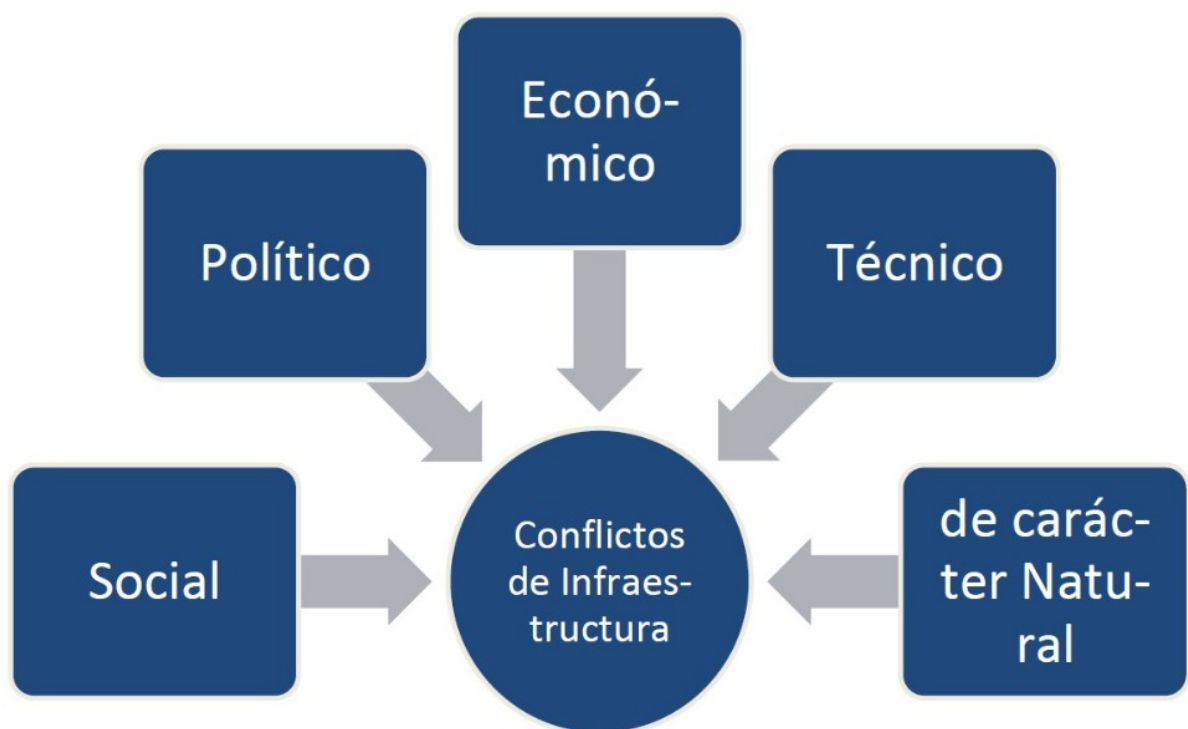 Econó-
mico
Político
Técnico
Social
Conflictos
de Infraes-
tructura
de carác-
ter Natu-
ral